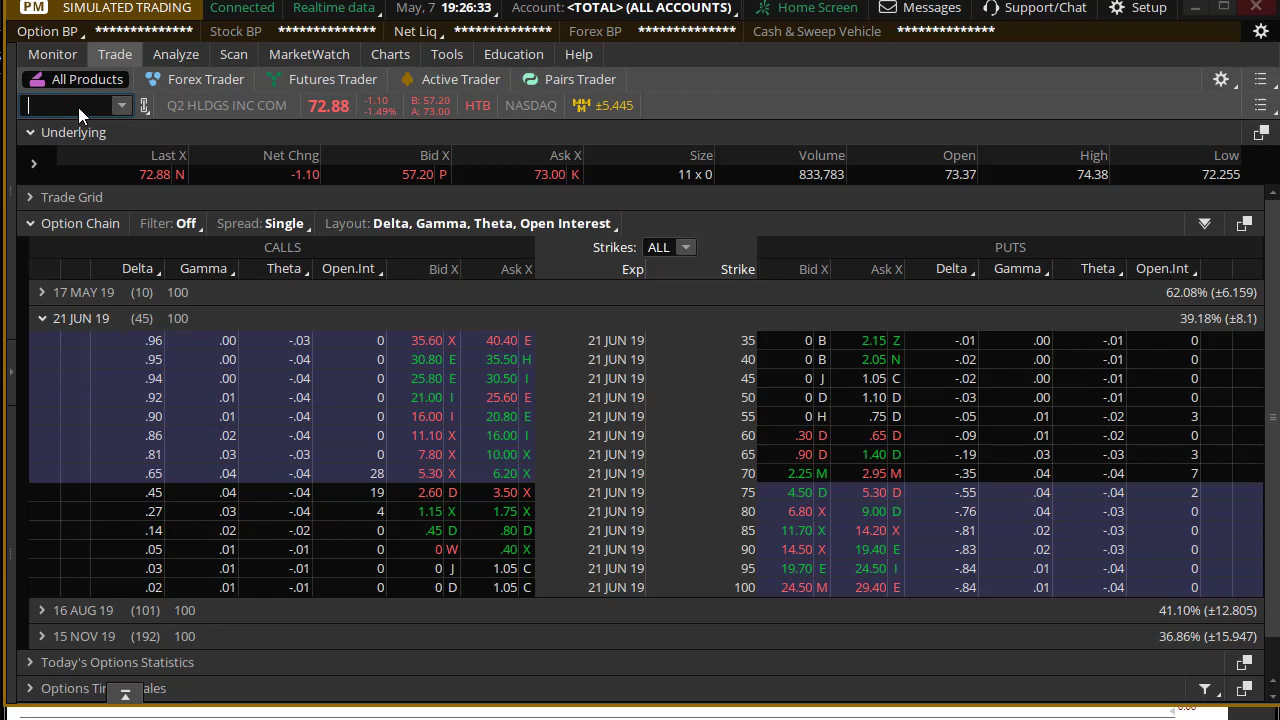 PM SIMULATED TRADING Connected Realtime data May, 7 19:26:33 Account: <TOTAL> (ALL ACCOUNTS) Home Screen Messages Support/Chat Setup
Option BP ************** Stock BP ************** Net Liq ************** Forex BP ************** Cash & Sweep Vehicle **************
Monitor Trade Analyze Scan MarketWatch Charts Tools Education Help
All Products Forex Trader Futures Trader Active Trader Pairs Trader
Q2 HLDGS INC COM 72.88 -1.10 -1.49% B: 57.20 A: 73.00 HTB NASDAQ ±5.445
Underlying
Last X Net Chng Bid X Ask X Size Volume Open High Low
72.88 N -1.10 57.20 P 73.00 K 11 x 0 833,783 73.37 74.38 72.255
Trade Grid
Option Chain Filter: Off Spread: Single Layout: Delta, Gamma, Theta, Open Interest
CALLS Strikes: ALL PUTS
Delta Gamma Theta Open.Int Bid X Ask X Exp Strike Bid X Ask X Delta Gamma Theta Open.Int
17 MAY 19 (10) 100 62.08% (±6.159)
21 JUN 19 (45) 100 39.18% (±8.1)
.96 .00 -.03 0 35.60 X 40.40 E 21 JUN 19 35 0 B 2.15 Z -.01 .00 -.01 0
.95 .00 -.04 0 30.80 E 35.50 H 21 JUN 19 40 0 B 2.05 N -.02 .00 -.01 0
.94 .00 -.04 0 25.80 E 30.50 I 21 JUN 19 45 0 J 1.05 C -.02 .00 -.01 0
.92 .01 -.04 0 21.00 I 25.60 E 21 JUN 19 50 0 D 1.10 D -.03 .00 -.01 0
.90 .01 -.04 0 16.00 I 20.80 E 21 JUN 19 55 0 H .75 D -.05 .01 -.02 3
.86 .02 -.04 0 11.10 X 16.00 I 21 JUN 19 60 .30 D .65 D -.09 .01 -.02 0
.81 .03 -.03 0 7.80 X 10.00 X 21 JUN 19 65 .90 D 1.40 D -.19 .03 -.03 3
.65 .04 -.04 28 5.30 X 6.20 X 21 JUN 19 70 2.25 M 2.95 M -.35 .04 -.04 7
.45 .04 -.04 19 2.60 D 3.50 X 21 JUN 19 75 4.50 D 5.30 D -.55 .04 -.04 2
.27 .03 -.04 4 1.15 X 1.75 X 21 JUN 19 80 6.80 X 9.00 D -.76 .04 -.03 0
.14 .02 -.02 0 .45 D .80 D 21 JUN 19 85 11.70 X 14.20 X -.81 .02 -.03 0
.05 .01 -.01 0 0 W .40 X 21 JUN 19 90 14.50 X 19.40 E -.83 .02 -.03 0
.03 .01 -.01 0 0 J 1.05 C 21 JUN 19 95 19.70 E 24.50 I -.84 .01 -.04 0
.02 .01 -.01 0 0 D 1.05 C 21 JUN 19 100 24.50 M 29.40 E -.84 .01 -.04 0
16 AUG 19 (101) 100 41.10% (±12.805)
15 NOV 19 (192) 100 36.86% (±15.947)
Today's Options Statistics
Options